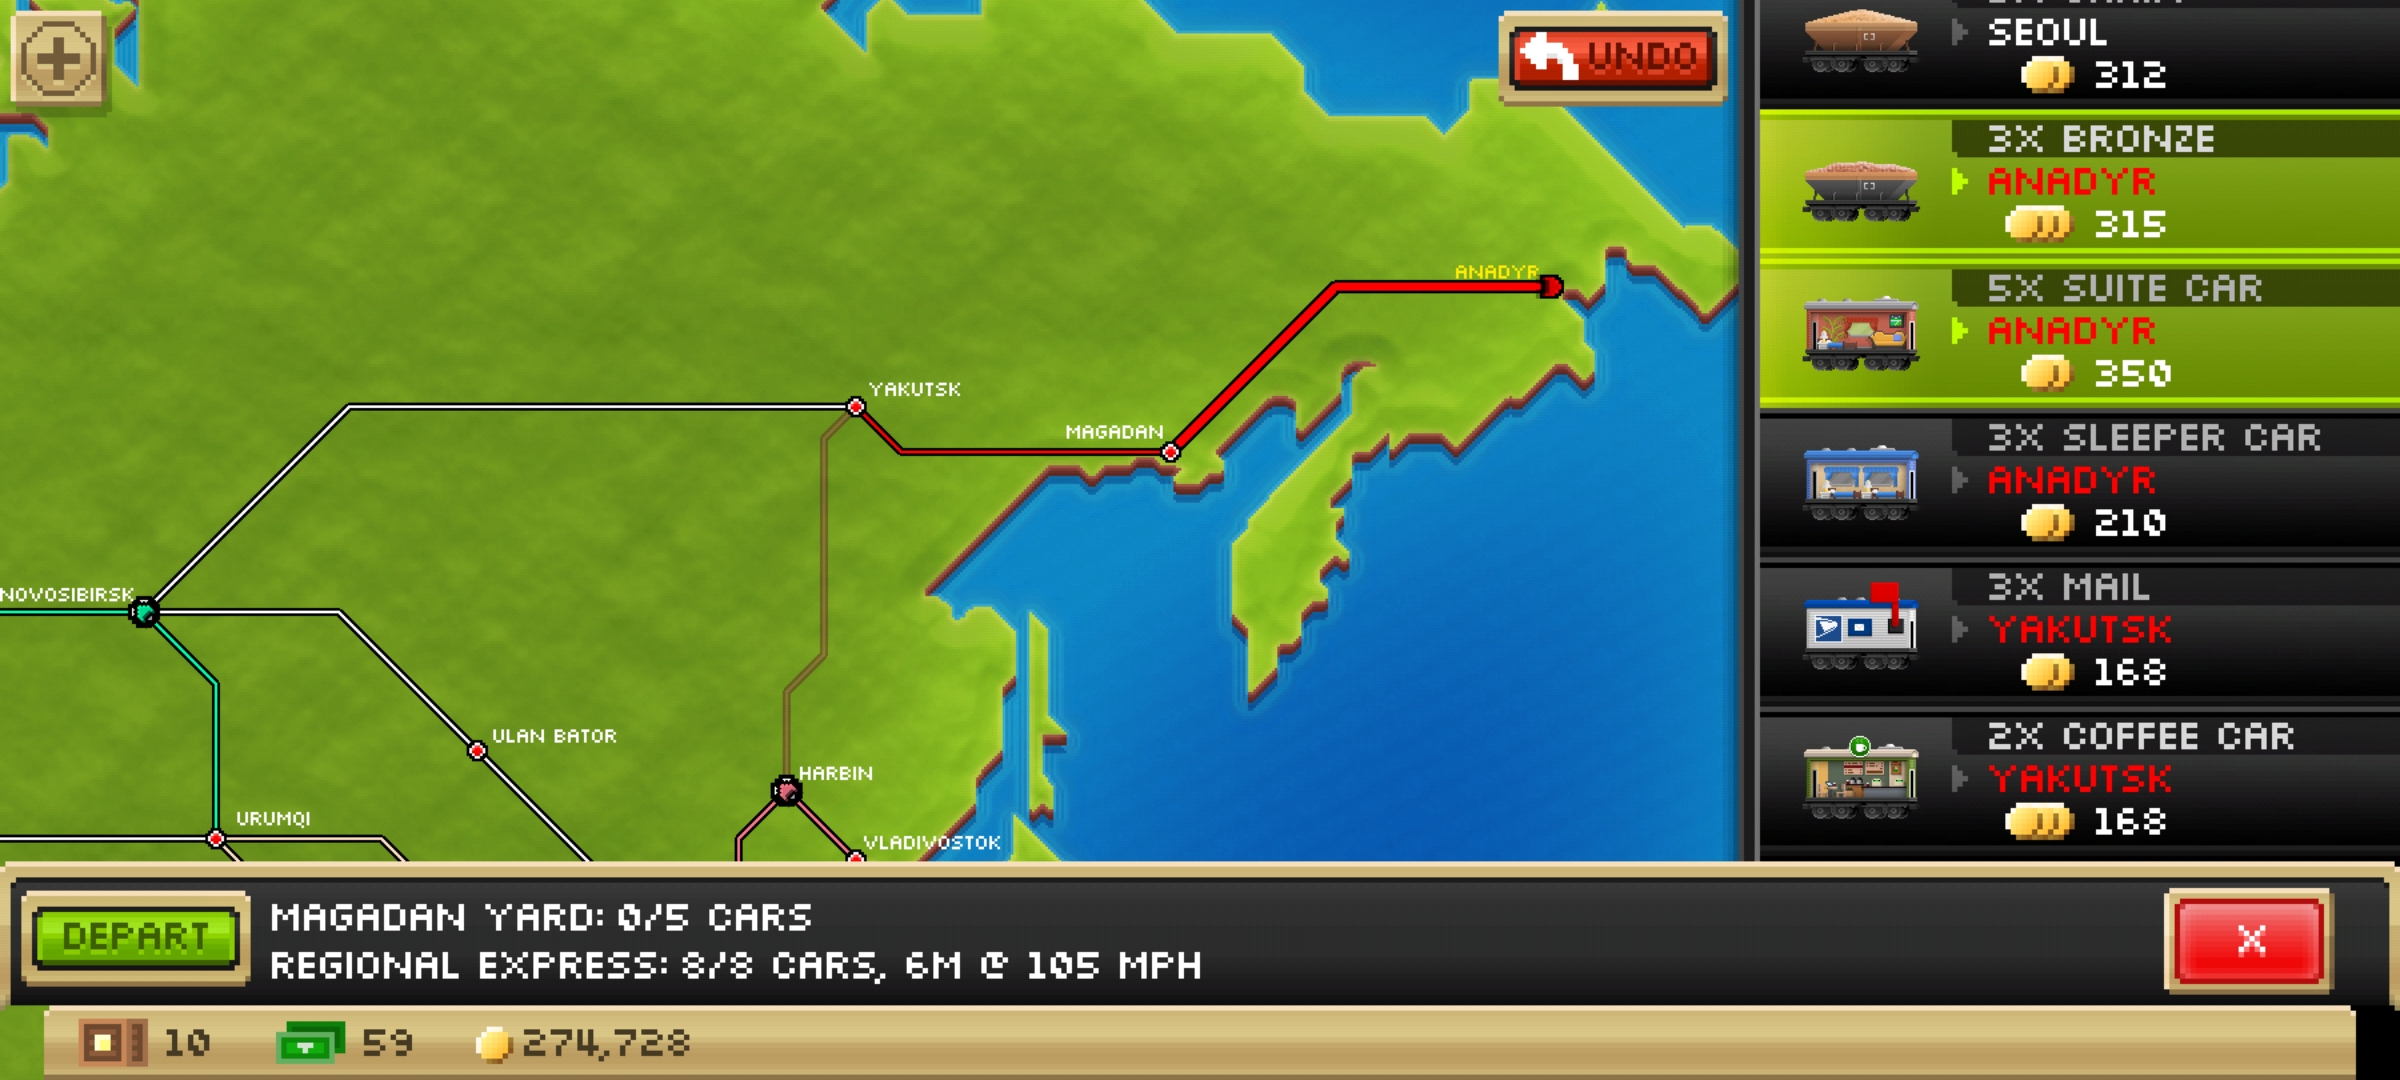 UNDO
SEOUL
312
3X BRONZE
ANADYR
315
5X SUITE CAR
ANADYR
350
3X SLEEPER CAR
ANADYR
210
3X MAIL
YAKUTSK
168
2X COFFEE CAR
YAKUTSK
168
ANADYR
YAKUTSK
MAGADAN
NOVOSIBIRSK
ULAN BATOR
HARBIN
URUMQI
VLADIVOSTOK
DEPART
MAGADAN YARD: 0/5 CARS
REGIONAL EXPRESS: 8/8 CARS, 6M @ 105 MPH
X
10
59
274,728